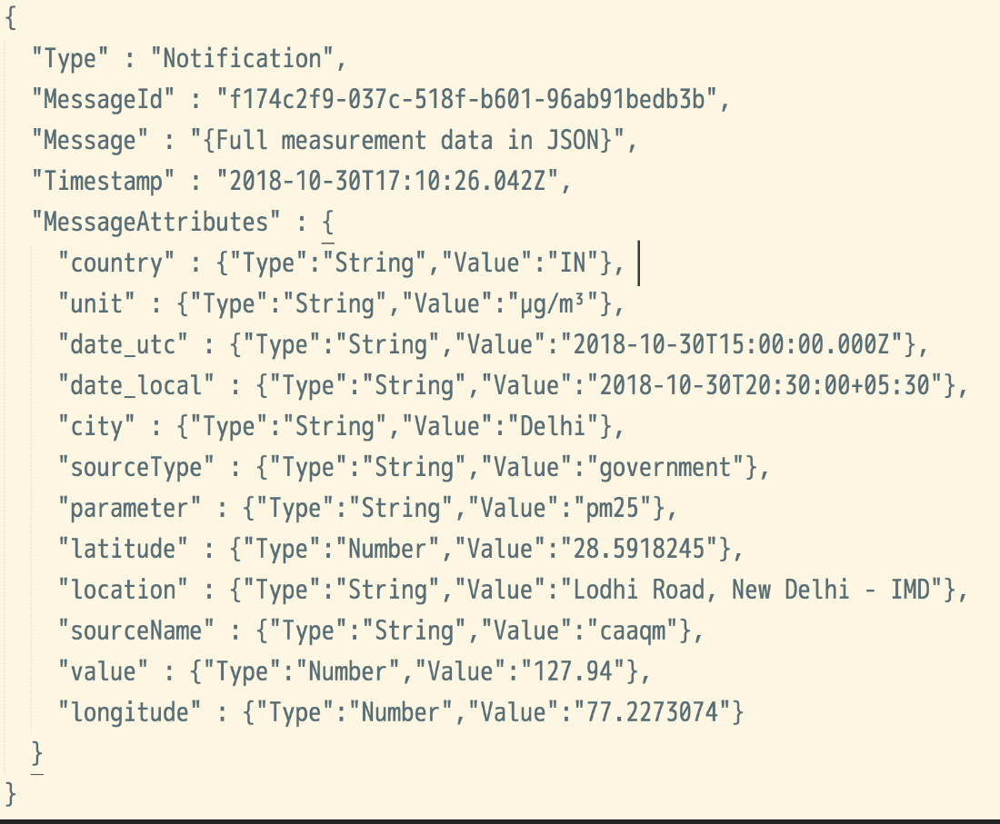 {
"Type" : "Notification",
"MessageId" : "f174c2f9-037c-518f-b601-96ab91bedb3b",
"Message" : "{Full measurement data in JSON}",
"Timestamp" : "2018-10-30T17:10:26.042Z",
"MessageAttributes" : {
"country" : {"Type":"String","Value":"IN"},
"unit" : {"Type":"String","Value":"µg/m³"},
"date_utc" : {"Type":"String","Value":"2018-10-30T15:00:00.000Z"},
"date_local" : {"Type":"String","Value":"2018-10-30T20:30:00+05:30"},
"city" : {"Type":"String","Value":"Delhi"},
"sourceType" : {"Type":"String","Value":"government"},
"parameter" : {"Type":"String","Value":"pm25"},
"latitude" : {"Type":"Number","Value":"28.5918245"},
"location" : {"Type":"String","Value":"Lodhi Road, New Delhi - IMD"},
"sourceName" : {"Type":"String","Value":"caaqm"},
"value" : {"Type":"Number","Value":"127.94"},
"longitude" : {"Type":"Number","Value":"77.2273074"}
}
}